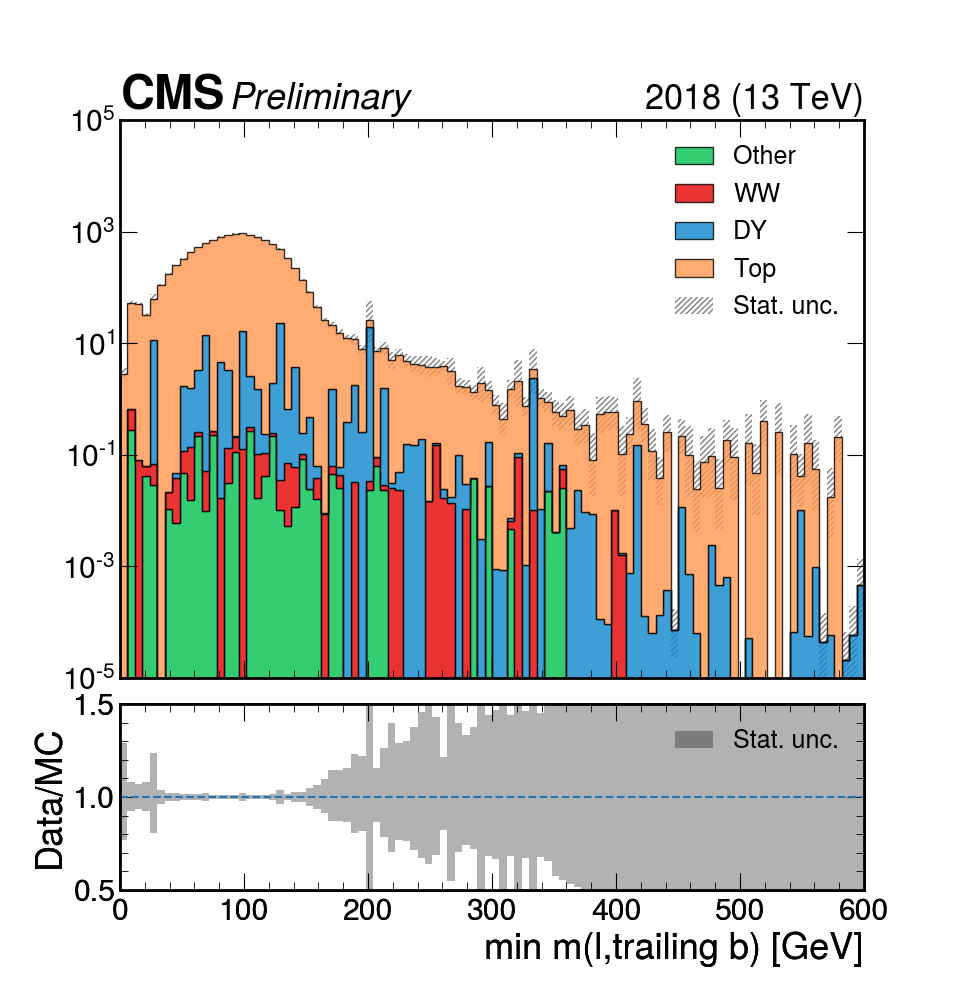 CMS Preliminary 2018 (13 TeV)
10^5
10^3
10^1
10^-1
10^-3
10^-5
Other
WW
DY
Top
Stat. unc.
1.5
1.0
0.5
Data/MC
Stat. unc.
0 100 200 300 400 500 600
min m(l,trailing b) [GeV]